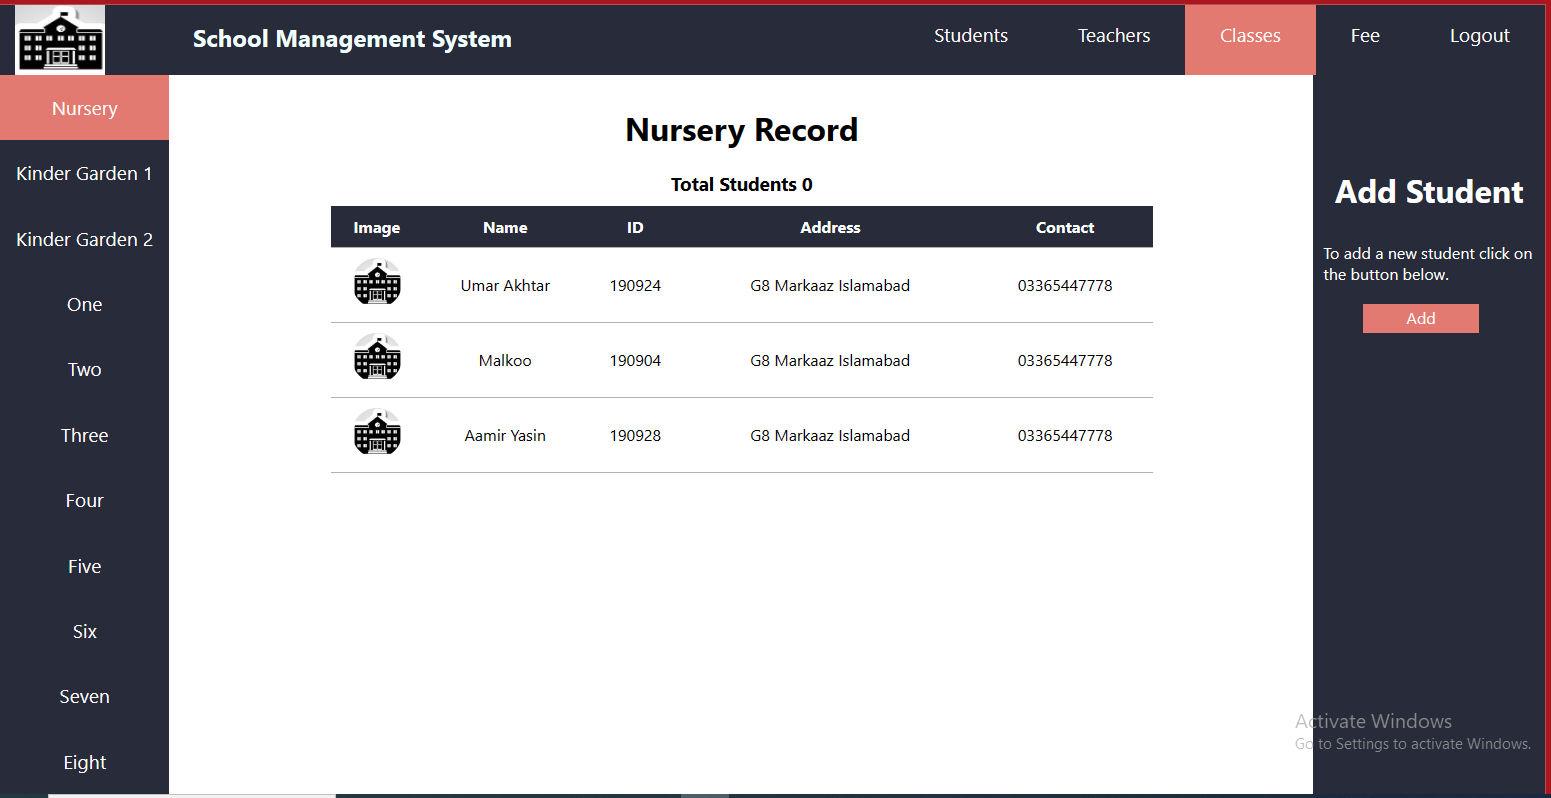 School Management System
Students Teachers Classes Fee Logout
Nursery
Kinder Garden 1
Kinder Garden 2
One
Two
Three
Four
Five
Six
Seven
Eight
Nursery Record
Total Students 0
Image Name ID Address Contact
Umar Akhtar 190924 G8 Markaaz Islamabad 03365447778
Malkoo 190904 G8 Markaaz Islamabad 03365447778
Aamir Yasin 190928 G8 Markaaz Islamabad 03365447778
Add Student
To add a new student click on
the button below.
Add
Activate Windows
Go to Settings to activate Windows.